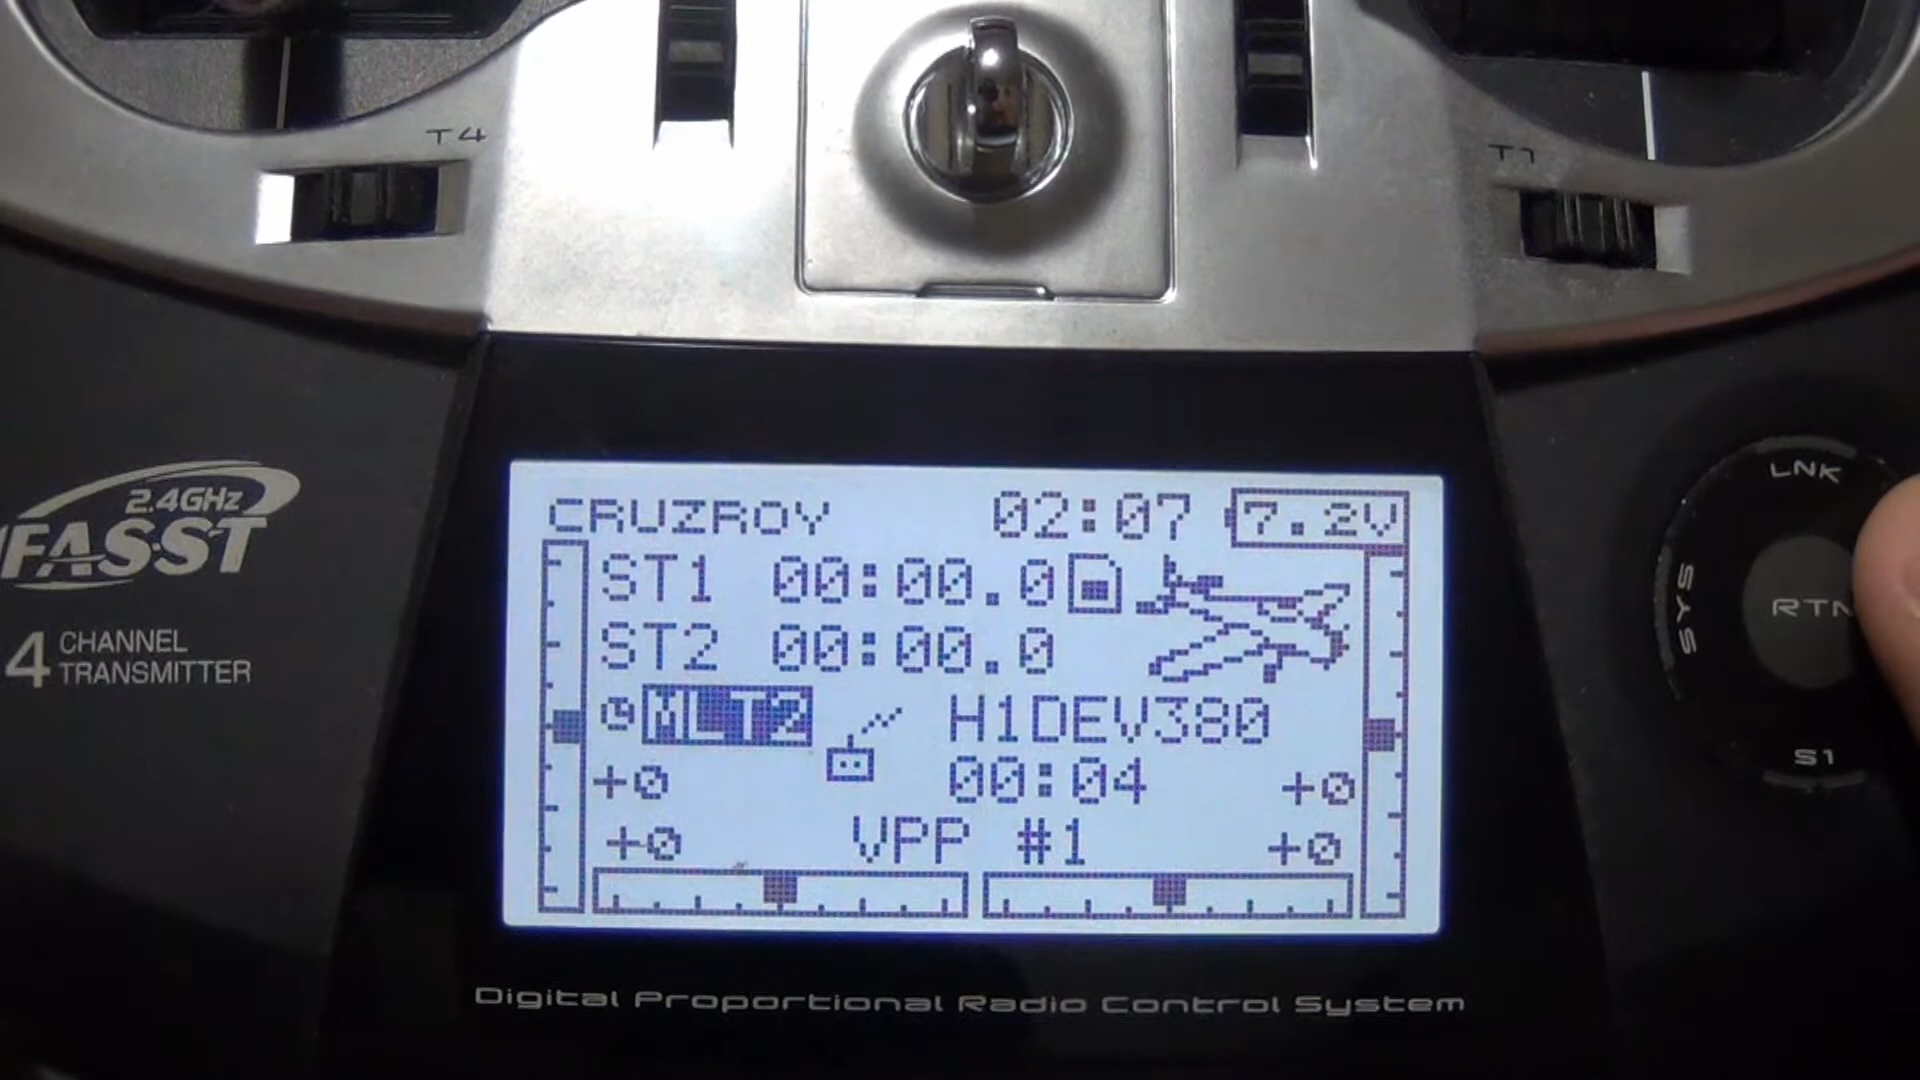 T4
T1
2.4GHz
FASST
4 CHANNEL
TRANSMITTER
LNK
SYS
RTN
S1
CRUZROY 02:07 7.2V
ST1 00:00.0
ST2 00:00.0
MLT2 H1DEV380
00:04
+0 +0
+0 VPP #1 +0
Digital Proportional Radio Control System